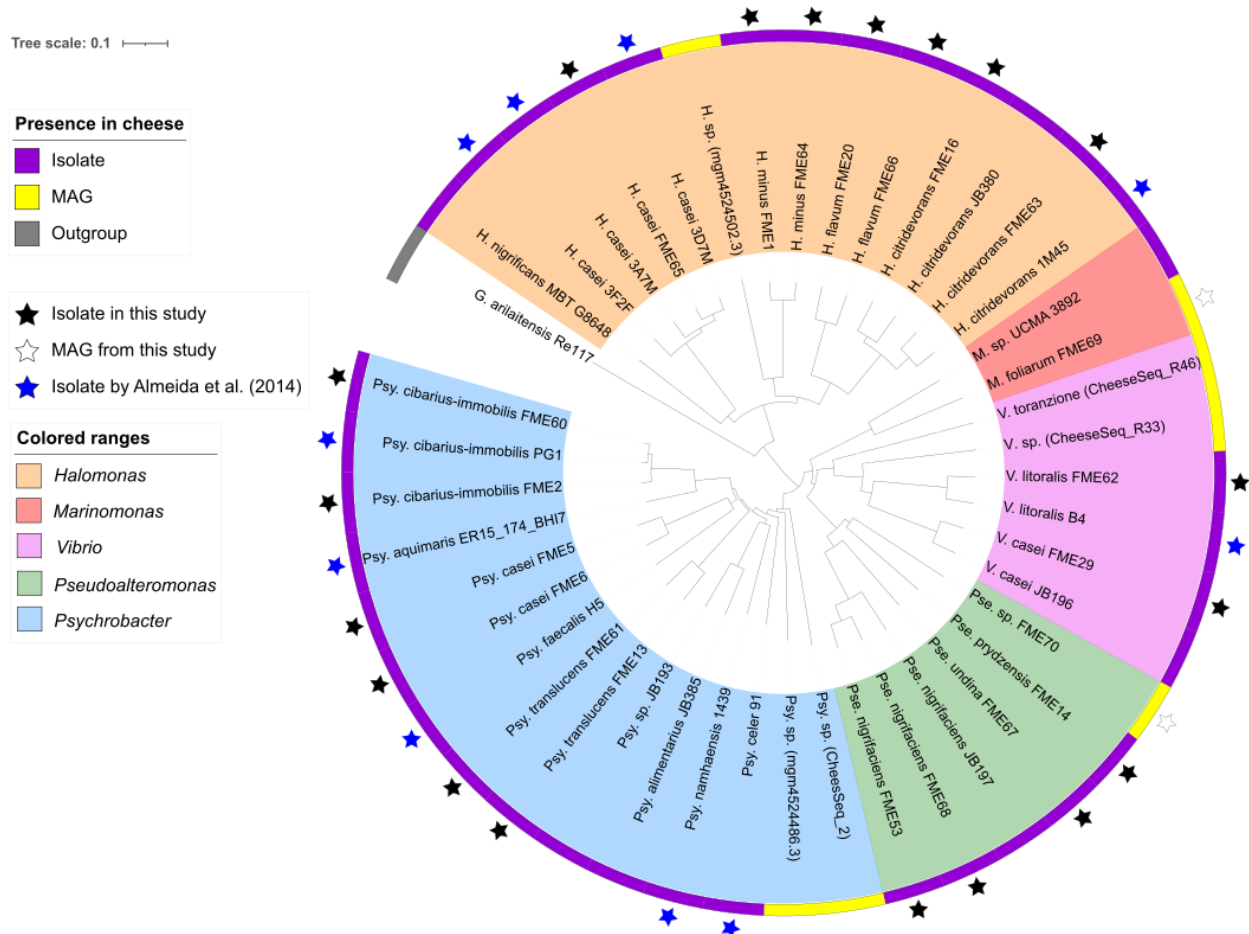 Tree scale: 0.1
Presence in cheese
Isolate
MAG
Outgroup
Isolate in this study
MAG from this study
Isolate by Almeida et al. (2014)
Colored ranges
Halomonas
Marinomonas
Vibrio
Pseudoalteromonas
Psychrobacter
G. arilaitensis Re117
H. nigrificans MBT G8648
H. casei 3F2F
H. casei 3A7M
H. casei FME65
H. casei 3D7M
H. sp. (mgm4524502.3)
H. minus FME1
H. minus FME64
H. flavum FME20
H. flavum FME66
H. citridevorans FME16
H. citridevorans JB380
H. citridevorans FME63
H. citridevorans 1M45
M. sp. UCMA 3892
M. foliarum FME69
V. toranzione (CheeseSeq_R46)
V. sp. (CheeseSeq_R33)
V. litoralis FME62
V. litoralis B4
V. casei FME29
V. casei JB196
Pse. sp. FME70
Pse. prydzensis FME14
Pse. undina FME67
Pse. nigrifaciens JB197
Pse. nigrifaciens FME68
Pse. nigrifaciens FME53
Psy. sp. (CheesSeq_2)
Psy. sp. (mgm4524486.3)
Psy. celer 91
Psy. namhaensis 1439
Psy. alimentarius JB385
Psy. sp. JB193
Psy. translucens FME13
Psy. translucens FME61
Psy. faecalis H5
Psy. casei FME6
Psy. casei FME5
Psy. aquimaris ER15_174_BHI7
Psy. cibarius-immobilis FME2
Psy. cibarius-immobilis PG1
Psy. cibarius-immobilis FME60